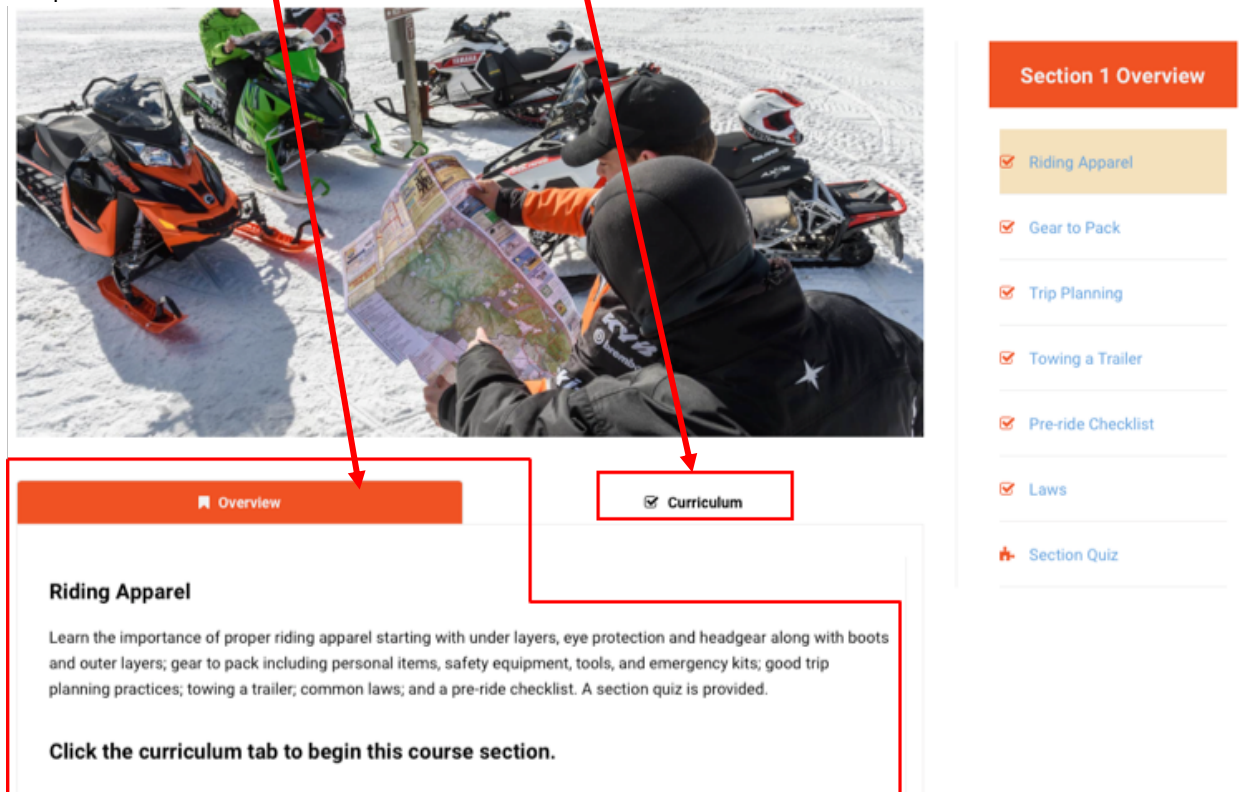 YAMAHA
KYB
brembo
Overview
Curriculum
Riding Apparel
Learn the importance of proper riding apparel starting with under layers, eye protection and headgear along with boots
and outer layers; gear to pack including personal items, safety equipment, tools, and emergency kits; good trip
planning practices; towing a trailer; common laws; and a pre-ride checklist. A section quiz is provided.
Click the curriculum tab to begin this course section.
Section 1 Overview
Riding Apparel
Gear to Pack
Trip Planning
Towing a Trailer
Pre-ride Checklist
Laws
Section Quiz